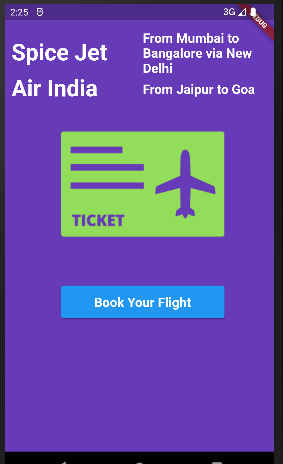 2:25 3G
DEBUG
Spice Jet
From Mumbai to
Bangalore via New
Delhi
Air India
From Jaipur to Goa
TICKET
Book Your Flight